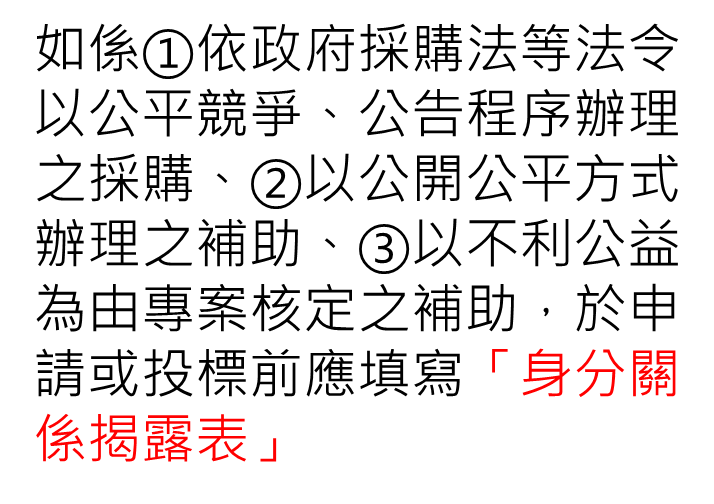 如係①依政府採購法等法令
以公平競爭、公告程序辦理
之採購、②以公開公平方式
辦理之補助、③以不利公益
為由專案核定之補助，於申
請或投標前應填寫「身分關
係揭露表」